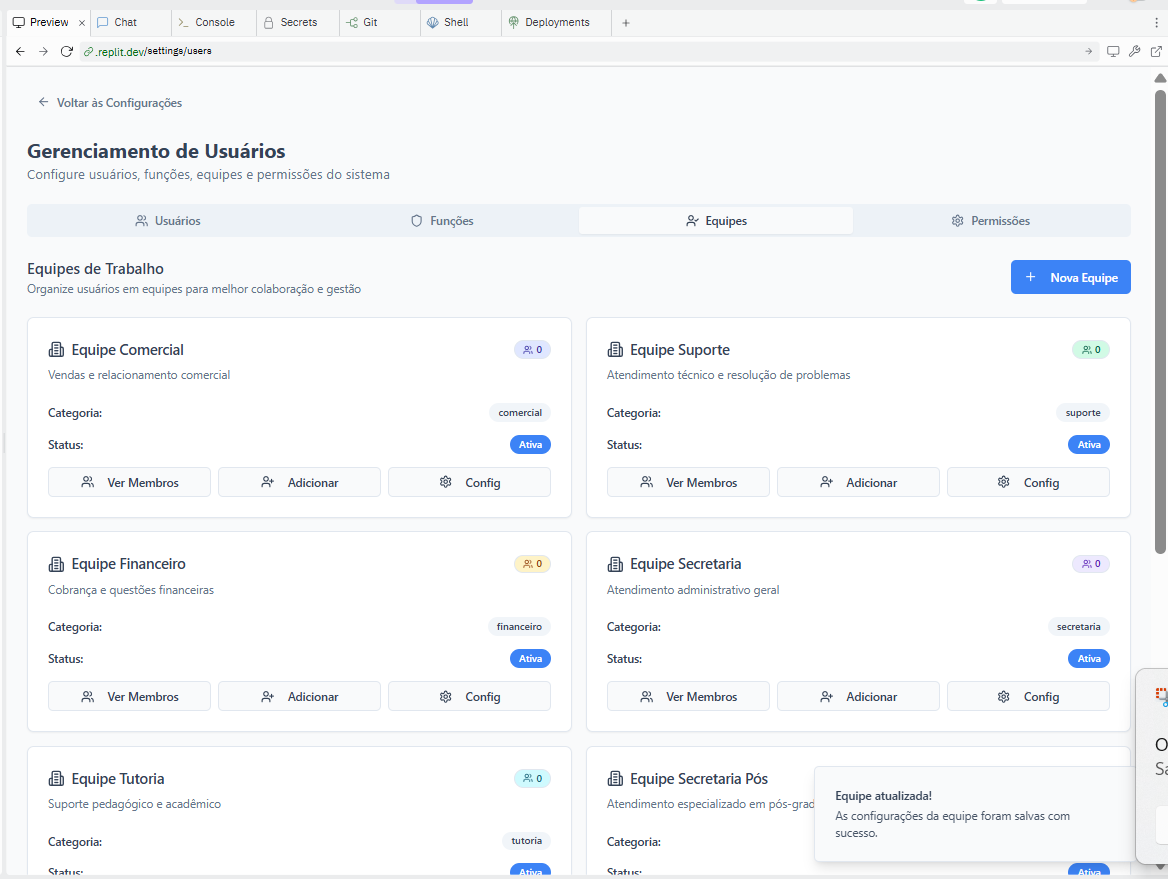 Preview
Chat
Console
Secrets
Git
Shell
Deployments
.replit.dev/settings/users
Voltar às Configurações
Gerenciamento de Usuários
Configure usuários, funções, equipes e permissões do sistema
Usuários
Funções
Equipes
Permissões
Equipes de Trabalho
Organize usuários em equipes para melhor colaboração e gestão
Nova Equipe
Equipe Comercial
0
Vendas e relacionamento comercial
Categoria:
comercial
Status:
Ativa
Ver Membros
Adicionar
Config
Equipe Suporte
0
Atendimento técnico e resolução de problemas
Categoria:
suporte
Status:
Ativa
Ver Membros
Adicionar
Config
Equipe Financeiro
0
Cobrança e questões financeiras
Categoria:
financeiro
Status:
Ativa
Ver Membros
Adicionar
Config
Equipe Secretaria
0
Atendimento administrativo geral
Categoria:
secretaria
Status:
Ativa
Ver Membros
Adicionar
Config
Equipe Tutoria
0
Suporte pedagógico e acadêmico
Categoria:
tutoria
Status:
Ativa
Equipe Secretaria Pós
Atendimento especializado em pós-grad
Categoria:
Status:
Ativa
Equipe atualizada!
As configurações da equipe foram salvas com
sucesso.